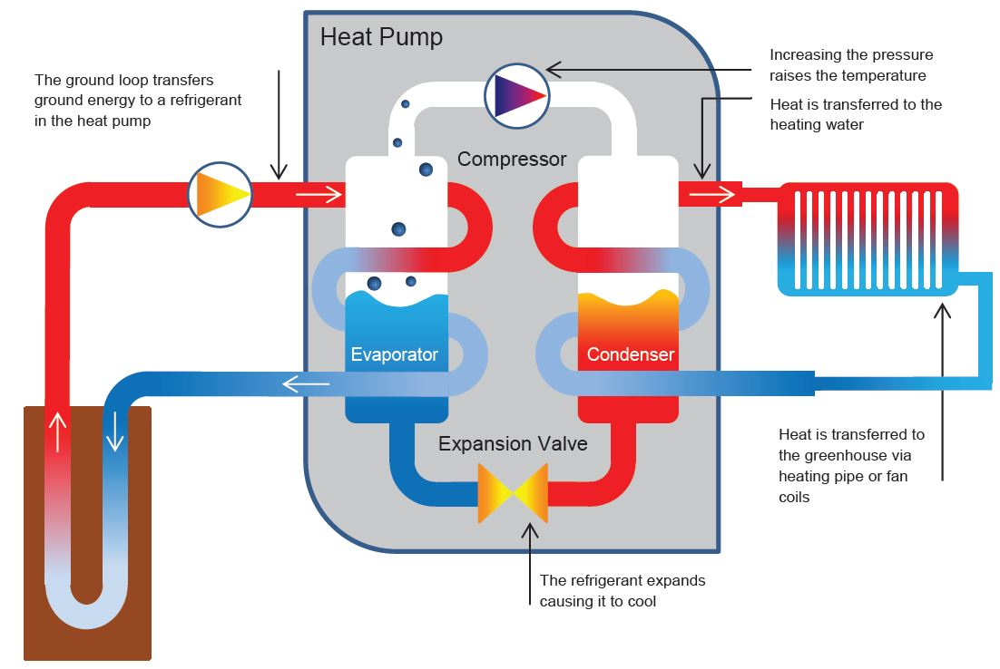 Heat Pump
The ground loop transfers
ground energy to a refrigerant
in the heat pump
Increasing the pressure
raises the temperature
Heat is transferred to the
heating water
Compressor
Evaporator
Condenser
Expansion Valve
Heat is transferred to
the greenhouse via
heating pipe or fan
coils
The refrigerant expands
causing it to cool